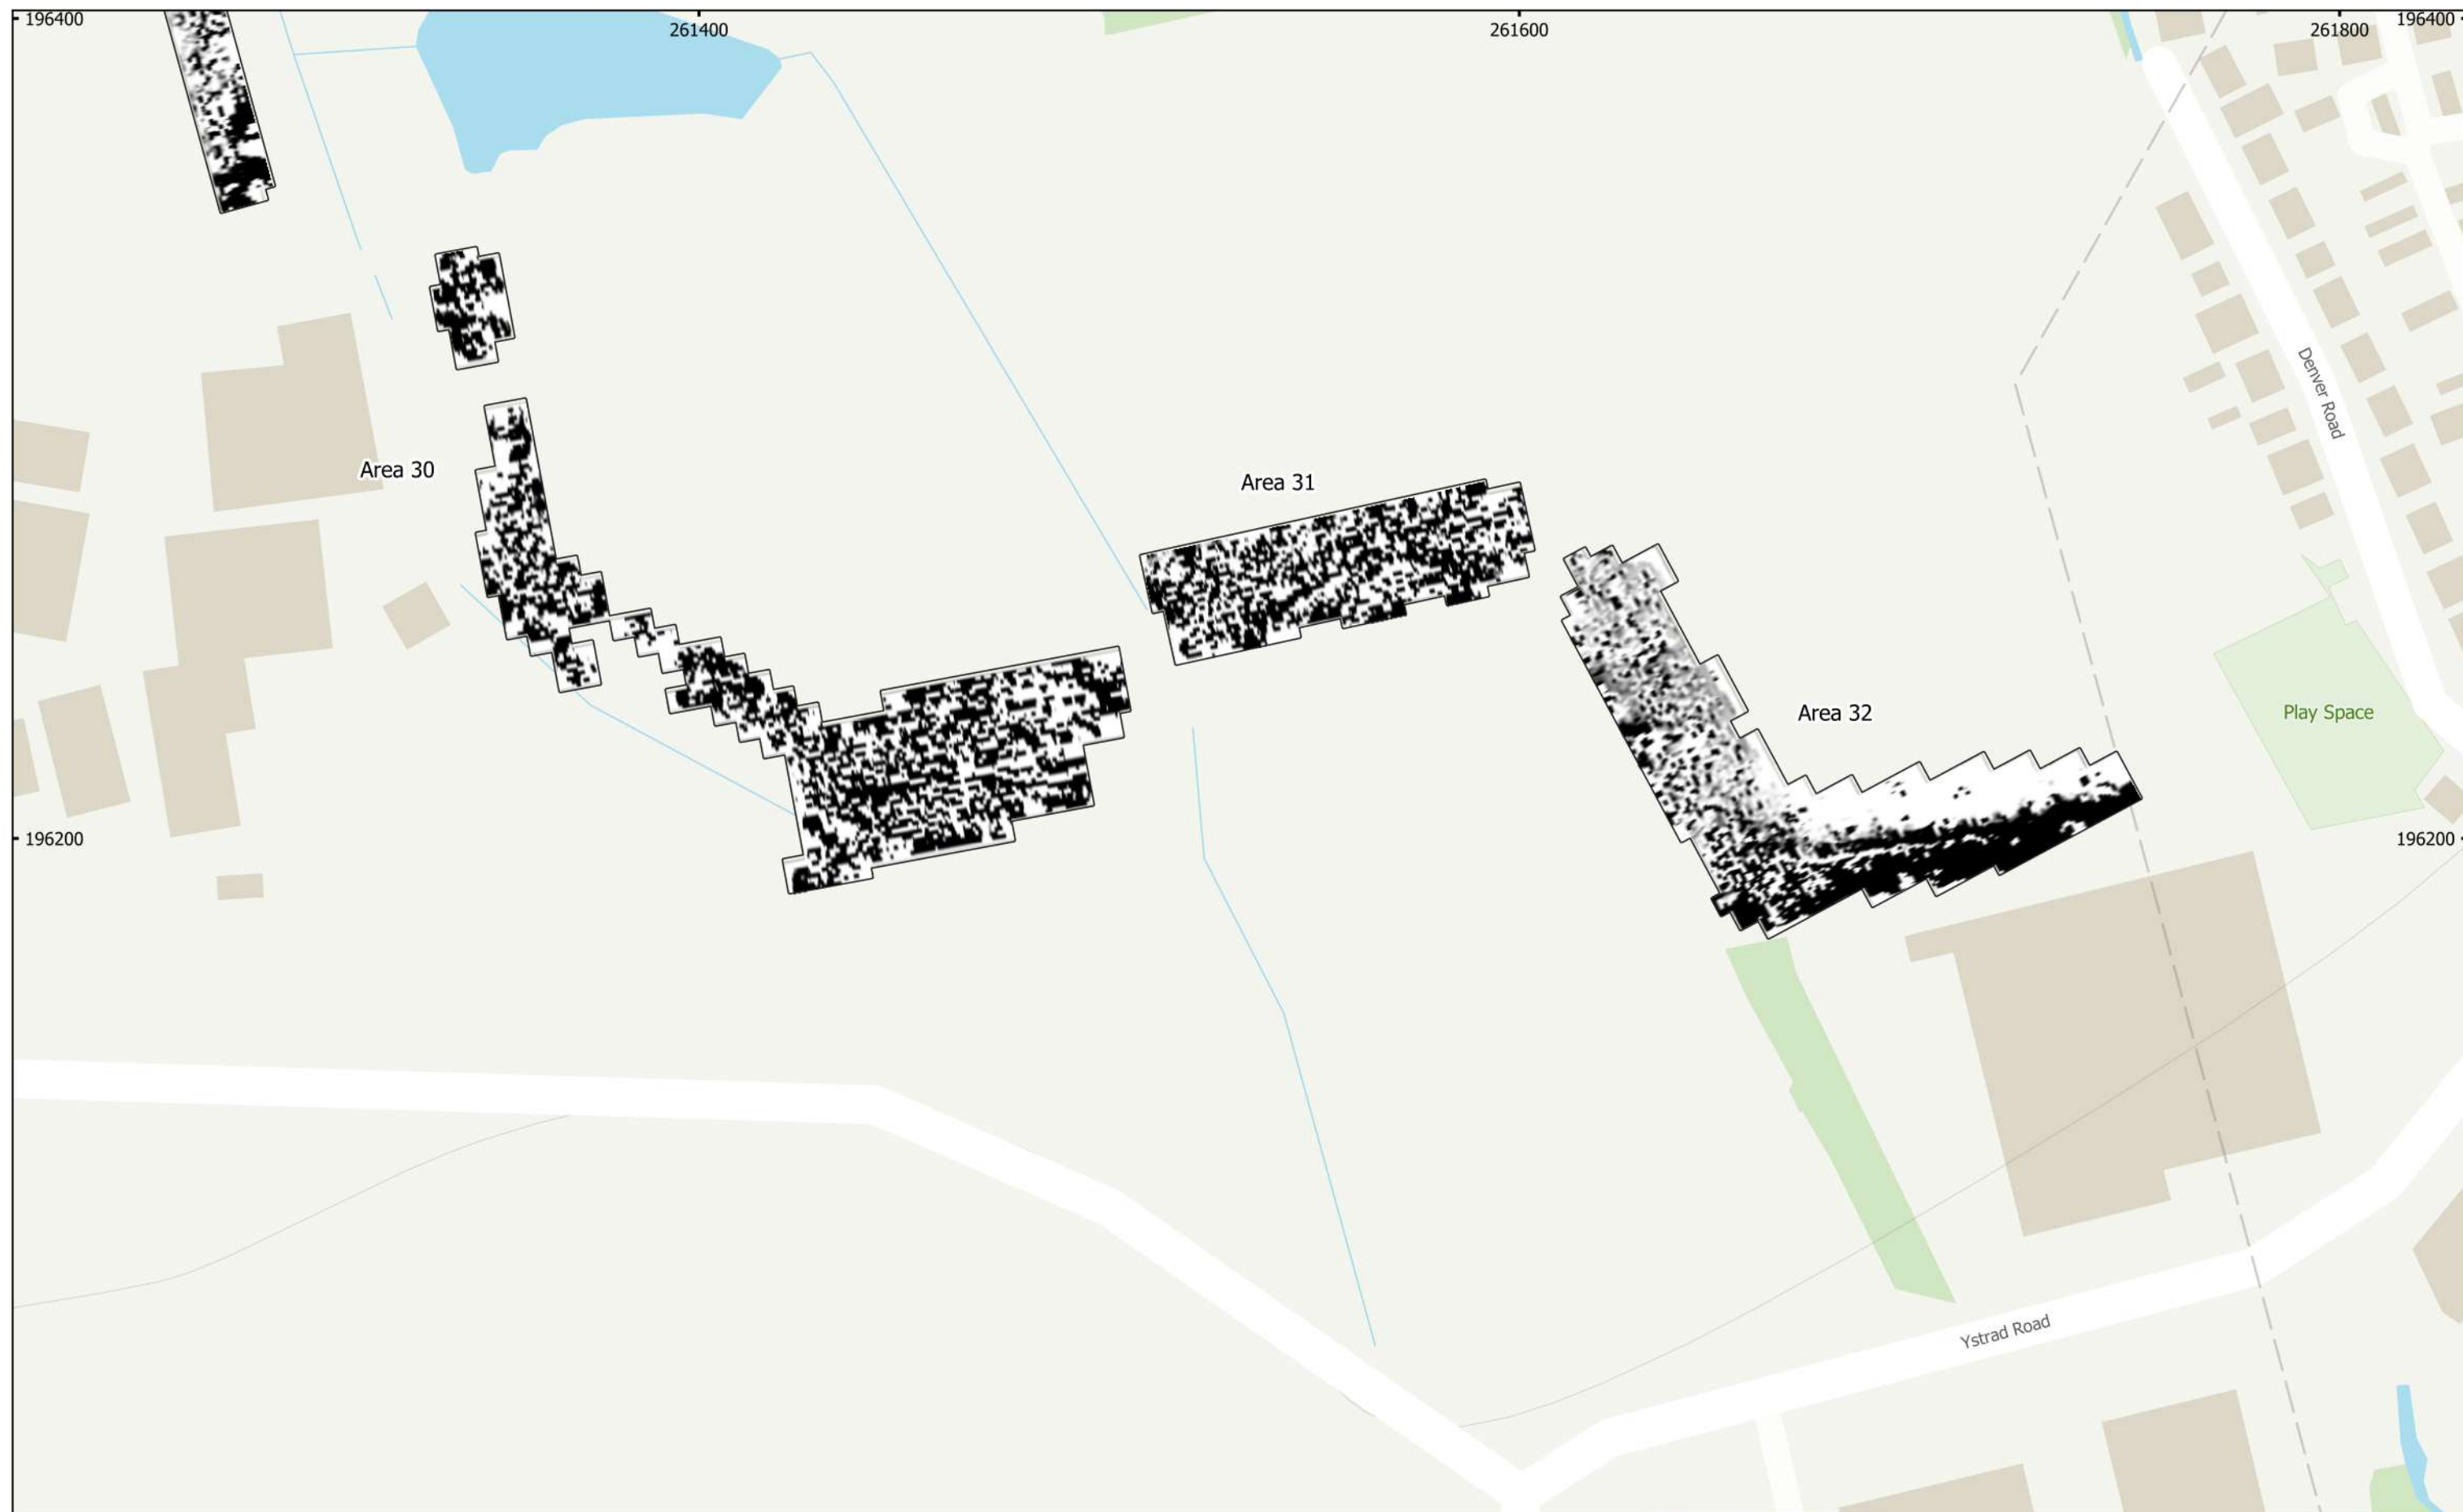 196400
261400
261600
261800
196400
Denver Road
Area 30
Area 31
Area 32
Play Space
196200
196200
Ystrad Road